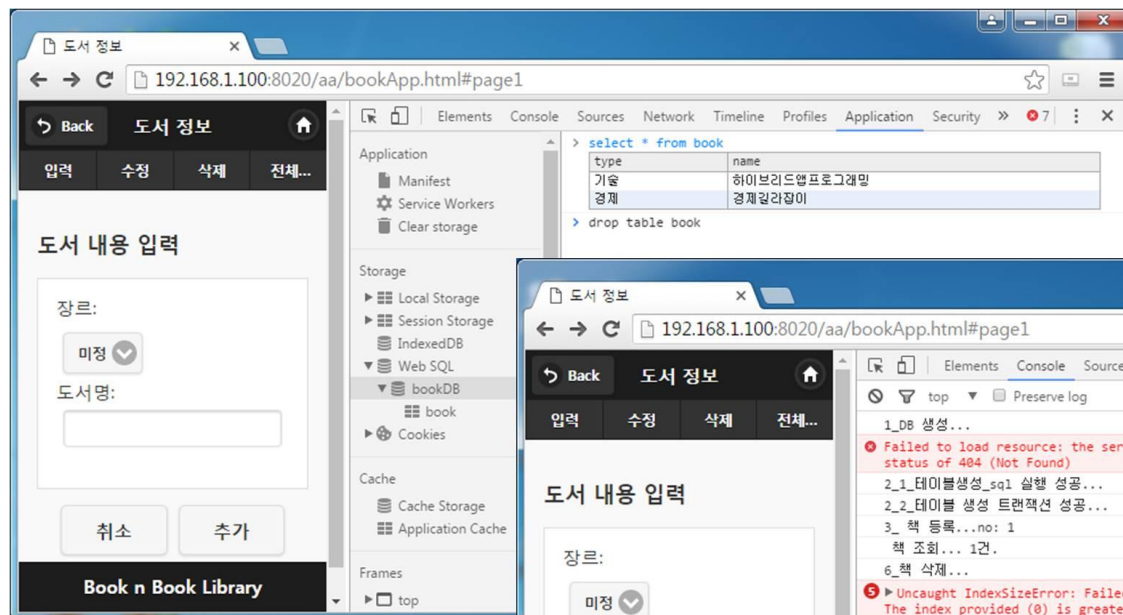 도서 정보
192.168.1.100:8020/aa/bookApp.html#page1
Back 도서 정보
입력 수정 삭제 전체...
도서 내용 입력
장르:
미정
도서명:
취소 추가
Book n Book Library
Elements Console Sources Network Timeline Profiles Application Security » 7
Application
Manifest
Service Workers
Clear storage
Storage
Local Storage
Session Storage
IndexedDB
Web SQL
bookDB
book
Cookies
Cache
Cache Storage
Application Cache
Frames
top
> select * from book
type name
기술 하이브리드앱프로그래밍
경제 경제길라잡이
> drop table book
도서 정보
192.168.1.100:8020/aa/bookApp.html#page1
Back 도서 정보
입력 수정 삭제 전체...
도서 내용 입력
장르:
미정
Elements Console Source
top Preserve log
1_DB 생성...
Failed to load resource: the ser
status of 404 (Not Found)
2_1_테이블생성_sql 실행 성공...
2_2_테이블 생성 트랜잭션 성공...
3_ 책 등록...no: 1
책 조회... 1건.
6_책 삭제...
5 Uncaught IndexSizeError: Faile
The index provided (0) is greate